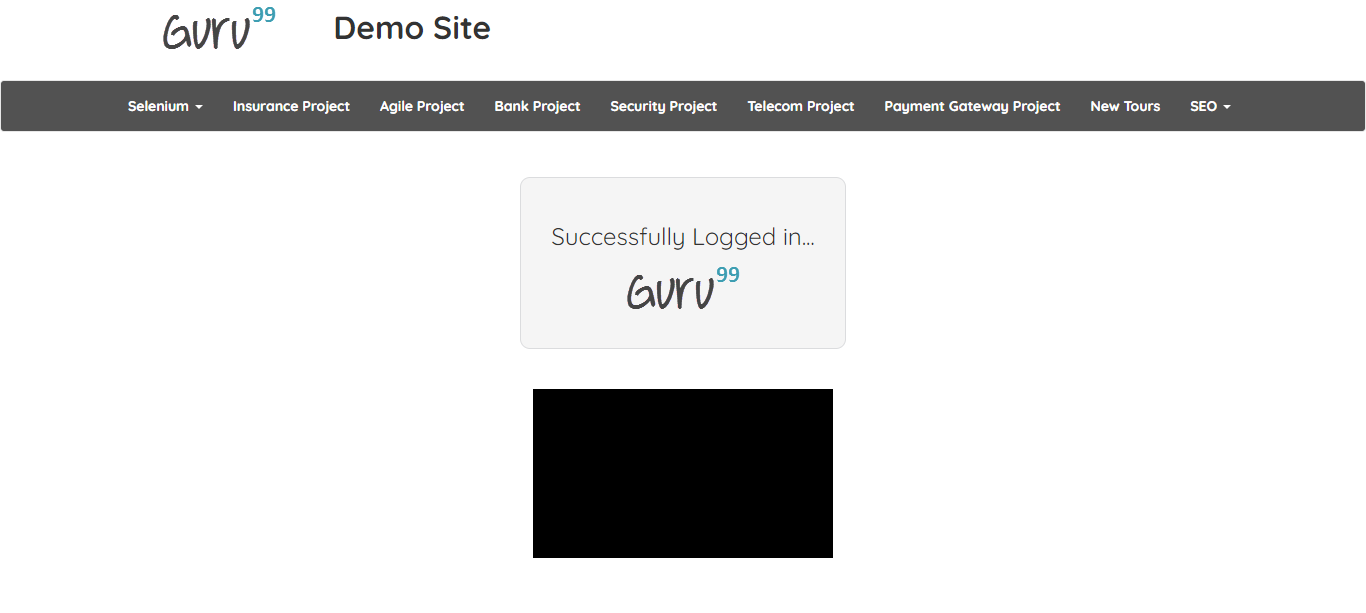 Guru99 Demo Site
Selenium Insurance Project Agile Project Bank Project Security Project Telecom Project Payment Gateway Project New Tours SEO
Successfully Logged in...
Guru99